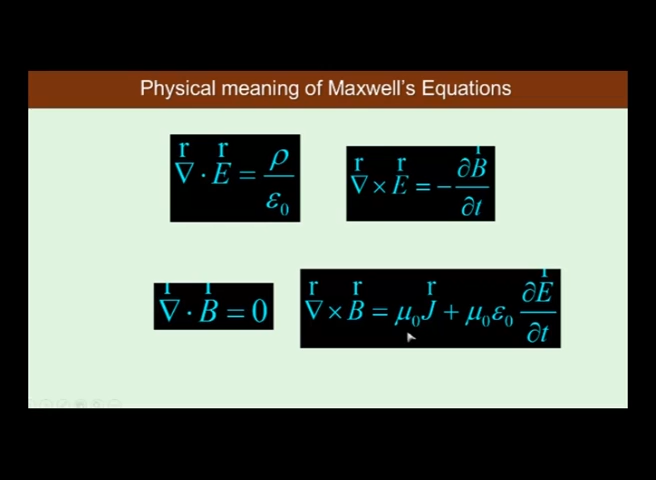 Physical meaning of Maxwell's Equations
r r
∇ · E = ρ / ε₀
r r r
∇ × E = − ∂B / ∂t
r r
∇ · B = 0
r r r r
∇ × B = μ₀J + μ₀ε₀ ∂E / ∂t